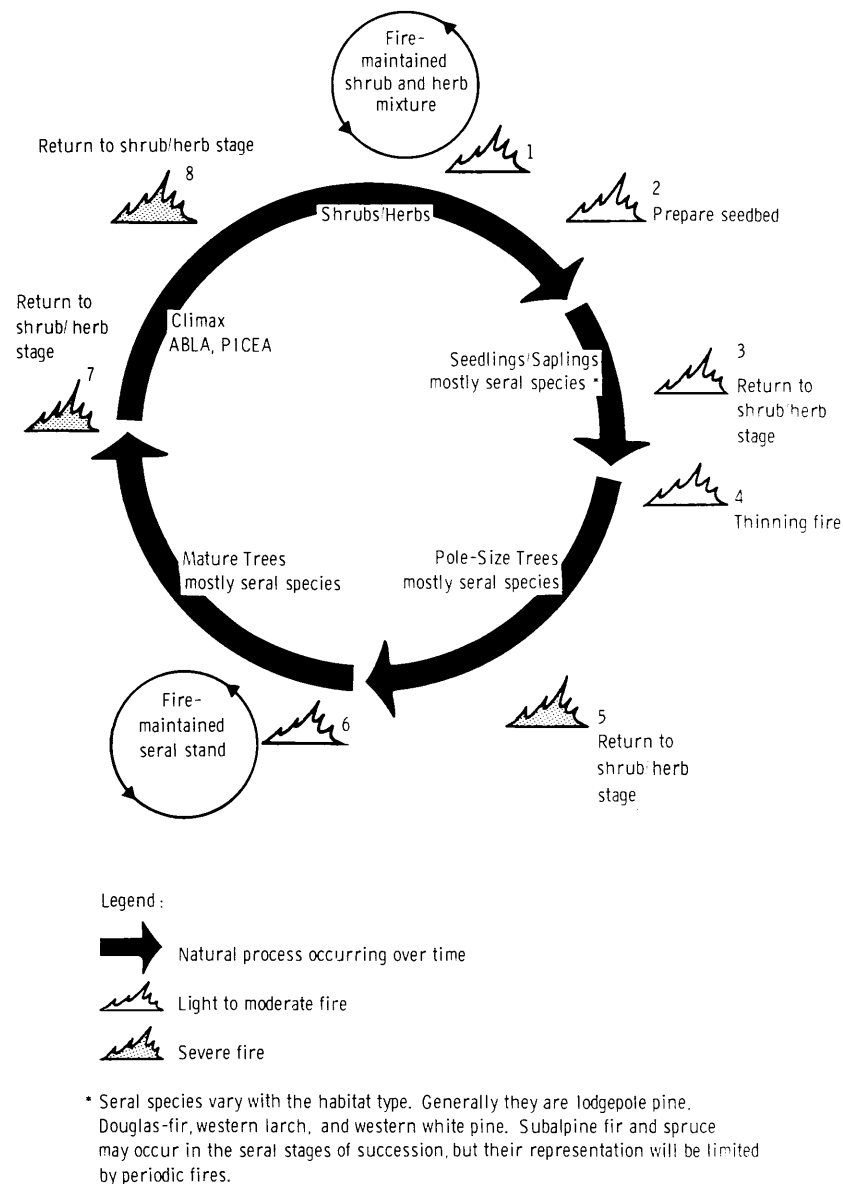 Fire-
maintained
shrub and herb
mixture
1
Return to shrub/herb stage
8
2
Prepare seedbed
Shrubs/Herbs
Return to
shrub/herb
stage
7
Climax
ABLA, PICEA
Seedlings/Saplings
mostly seral species *
3
Return to
shrub/herb
stage
4
Thinning fire
Mature Trees
mostly seral species
Pole-Size Trees
mostly seral species
Fire-
maintained
seral stand
6
5
Return to
shrub/herb
stage
Legend:
Natural process occurring over time
Light to moderate fire
Severe fire
* Seral species vary with the habitat type. Generally they are lodgepole pine,
Douglas-fir, western larch, and western white pine. Subalpine fir and spruce
may occur in the seral stages of succession, but their representation will be limited
by periodic fires.